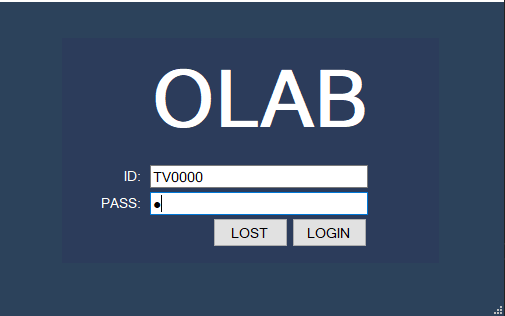 OLAB
ID: TV0000
PASS: ●
LOST LOGIN